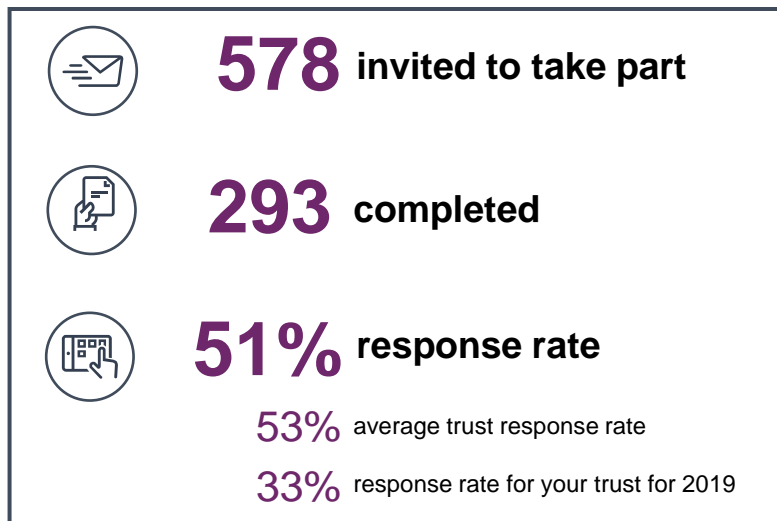 578 invited to take part
293 completed
51% response rate
53% average trust response rate
33% response rate for your trust for 2019